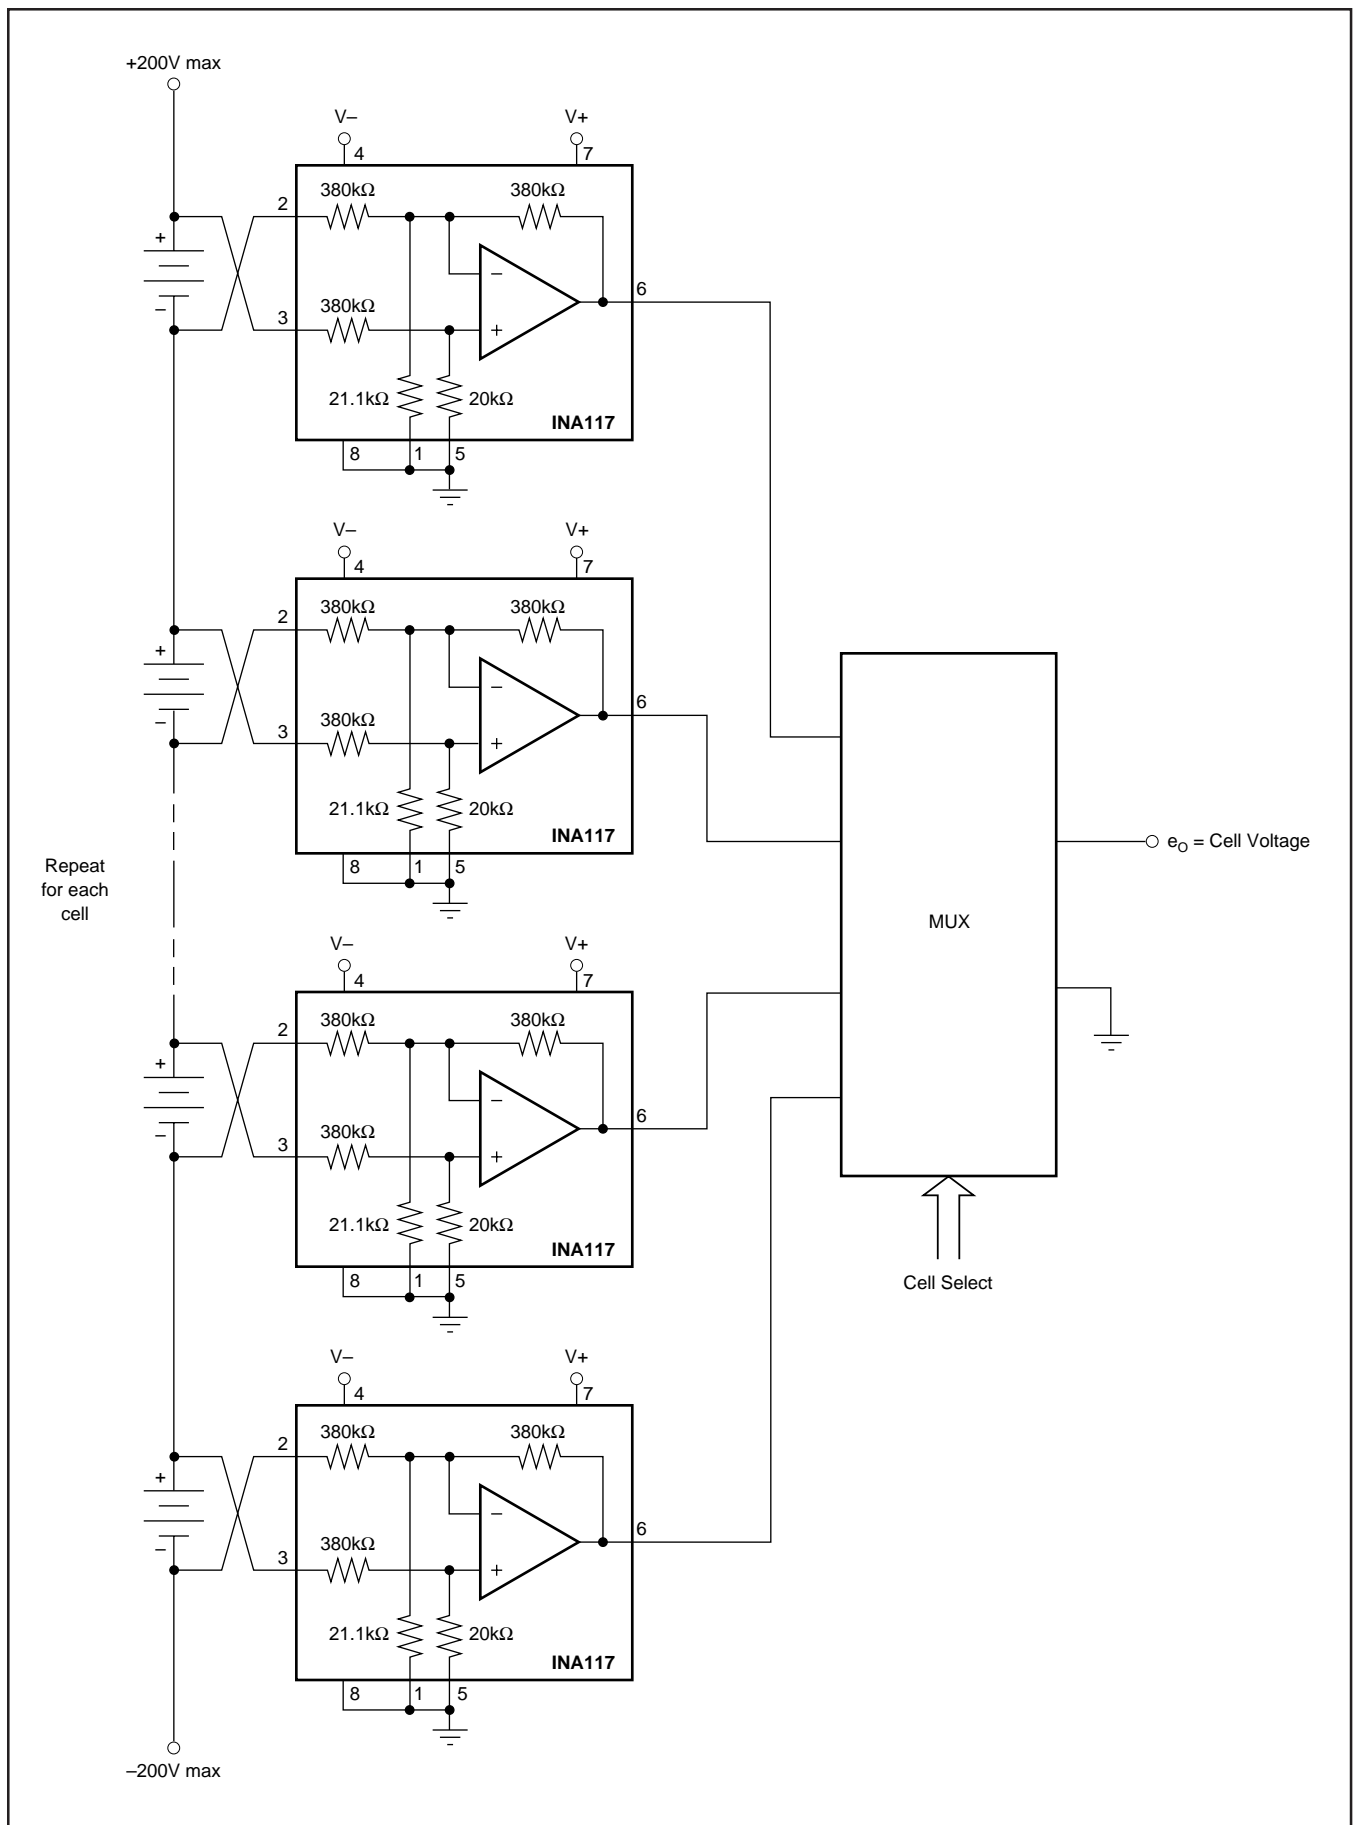 +200V max
V– V+
4 7
380kΩ 380kΩ
2
+
–
–
380kΩ
6
3
+
21.1kΩ 20kΩ
INA117
8 1 5
V– V+
4 7
380kΩ 380kΩ
2
+
–
–
380kΩ
6
3
+
21.1kΩ 20kΩ
INA117
8 1 5
Repeat
for each
cell
MUX
eO = Cell Voltage
Cell Select
V– V+
4 7
380kΩ 380kΩ
2
+
–
–
380kΩ
6
3
+
21.1kΩ 20kΩ
INA117
8 1 5
V– V+
4 7
380kΩ 380kΩ
2
+
–
–
380kΩ
6
3
+
21.1kΩ 20kΩ
INA117
8 1 5
–200V max